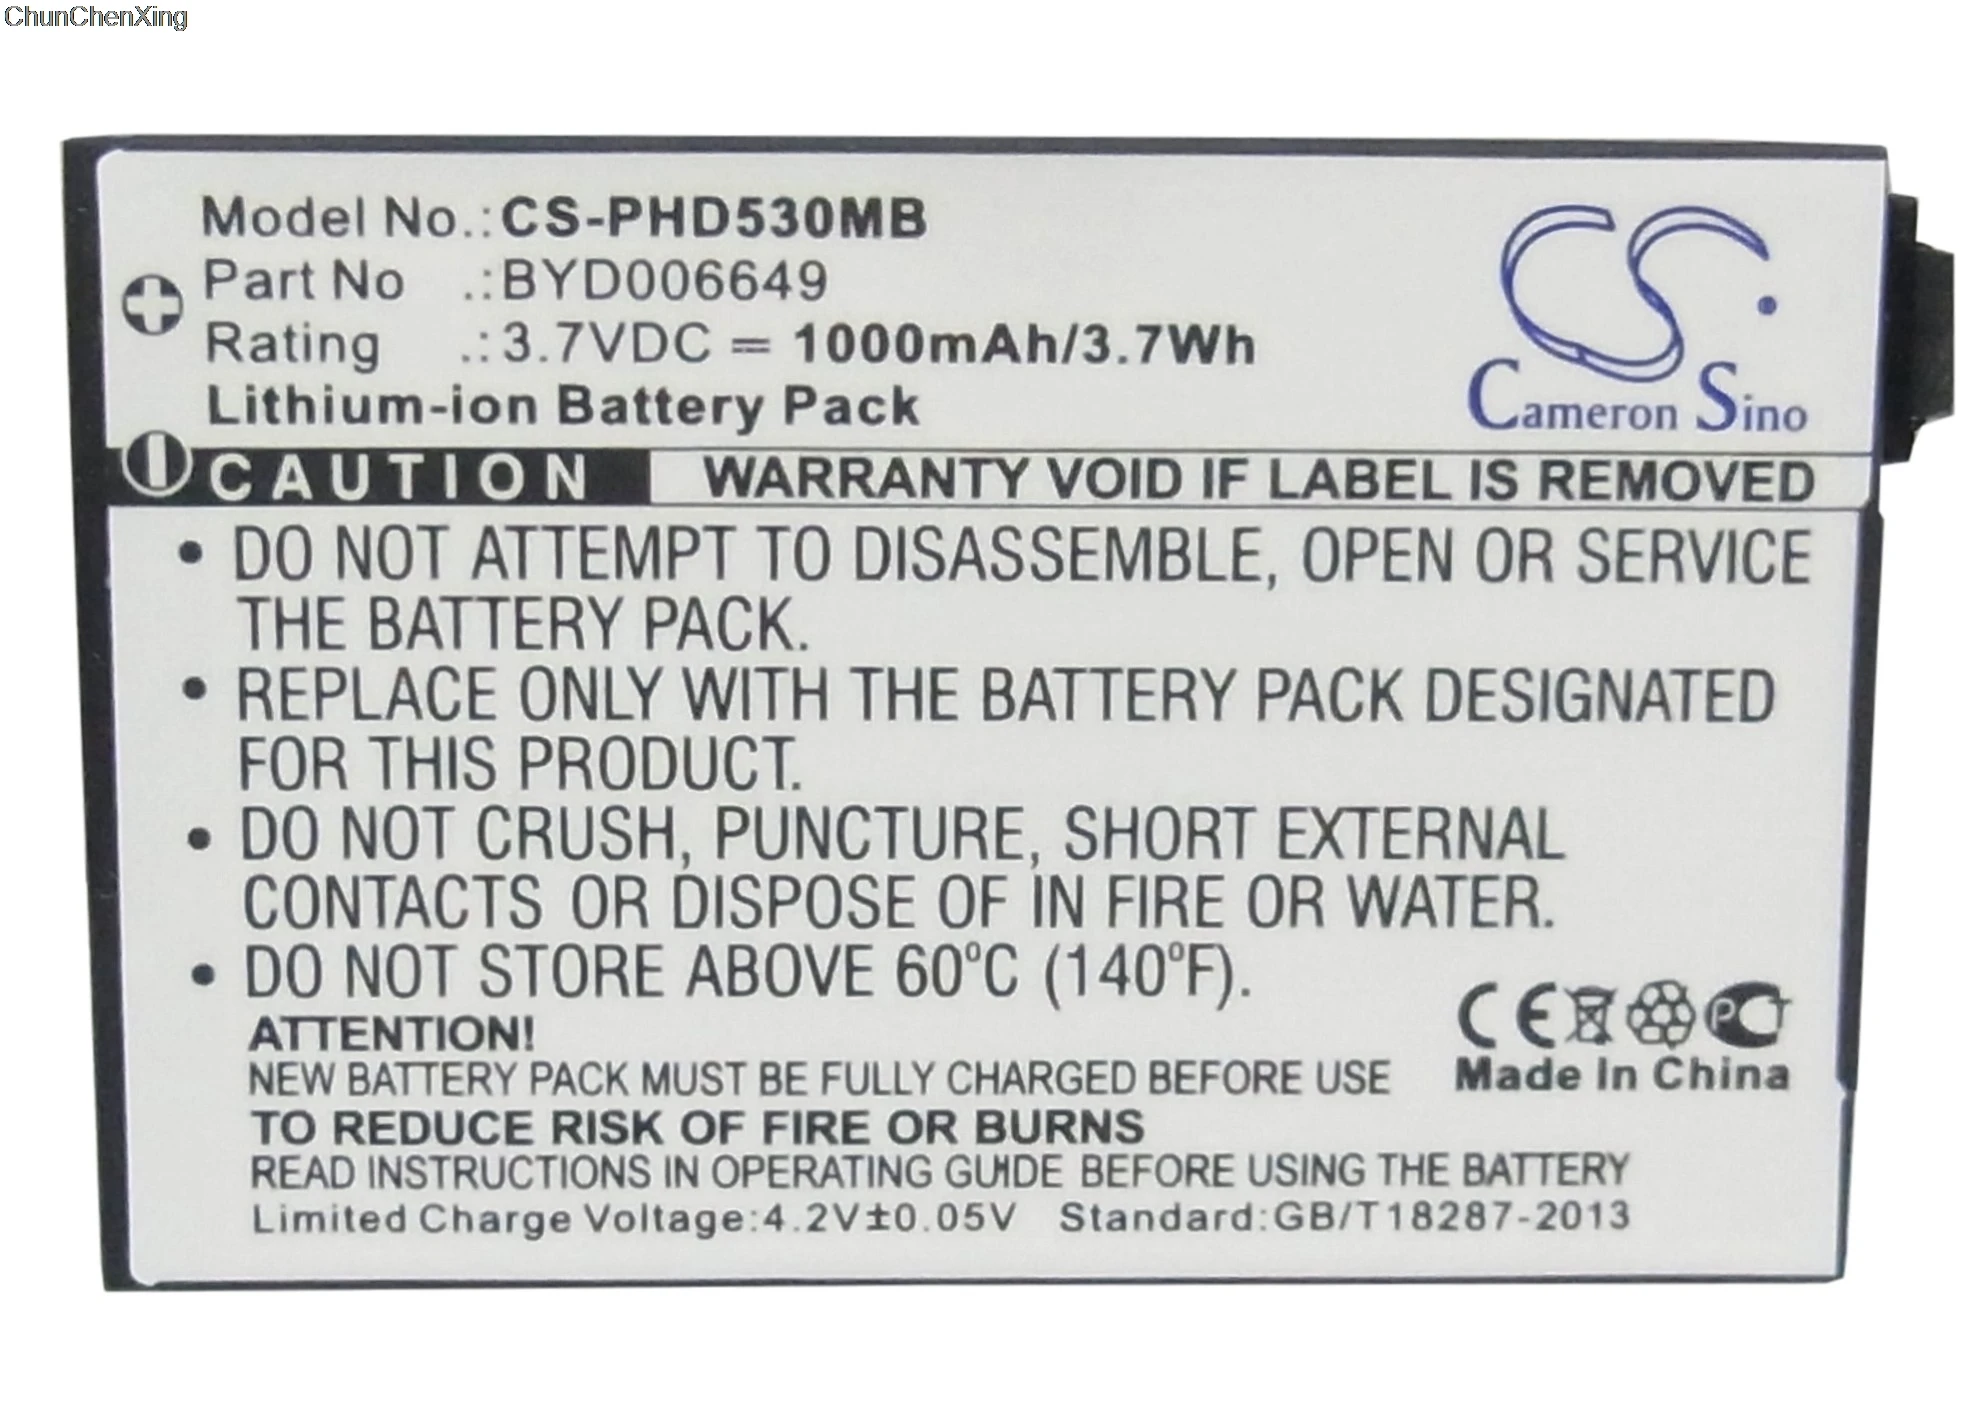 ChunChenXing
Model No.:CS-PHD530MB
Part No .:BYD006649
Rating .:3.7VDC = 1000mAh/3.7Wh
Lithium-ion Battery Pack
CS.
Cameron Sino
CAUTION WARRANTY VOID IF LABEL IS REMOVED
• DO NOT ATTEMPT TO DISASSEMBLE, OPEN OR SERVICE
THE BATTERY PACK.
• REPLACE ONLY WITH THE BATTERY PACK DESIGNATED
FOR THIS PRODUCT.
• DO NOT CRUSH, PUNCTURE, SHORT EXTERNAL
CONTACTS OR DISPOSE OF IN FIRE OR WATER.
• DO NOT STORE ABOVE 60°C (140°F).
ATTENTION!
NEW BATTERY PACK MUST BE FULLY CHARGED BEFORE USE
TO REDUCE RISK OF FIRE OR BURNS
READ INSTRUCTIONS IN OPERATING GUIDE BEFORE USING THE BATTERY
Limited Charge Voltage:4.2V±0.05V Standard:GB/T18287-2013
CE PCT
Made In China